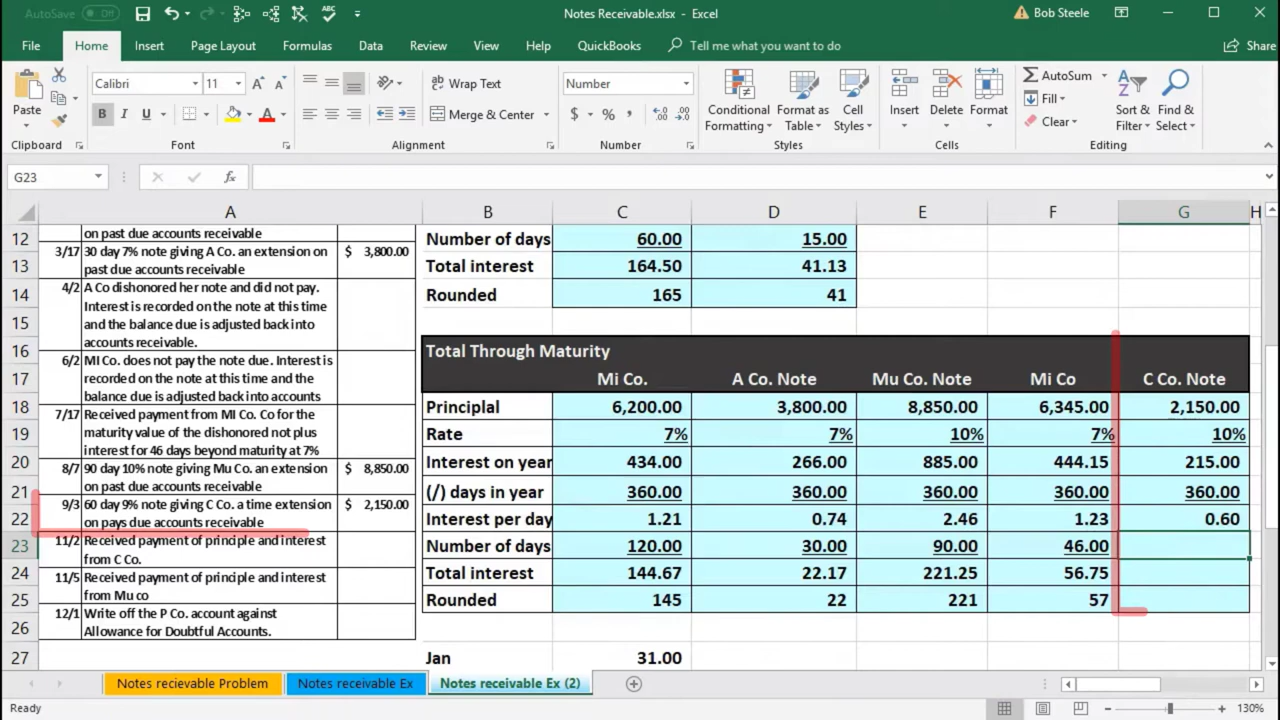 AutoSave Off
Notes Receivable.xlsx - Excel
Bob Steele
File Home Insert Page Layout Formulas Data Review View Help QuickBooks Tell me what you want to do Share
Paste
Calibri 11
B I U
Wrap Text
Merge & Center
Number
$ % ,
Conditional Formatting
Format as Table
Cell Styles
Insert Delete Format
AutoSum
Fill
Clear
Sort & Filter
Find & Select
Clipboard Font Alignment Number Styles Cells Editing
G23 fx
A B C D E F G H
on past due accounts receivable
3/17 30 day 7% note giving A Co. an extension on $ 3,800.00
past due accounts receivable
4/2 A Co dishonored her note and did not pay.
Interest is recorded on the note at this time
and the balance due is adjusted back into
accounts receivable.
6/2 MI Co. does not pay the note due. Interest is
recorded on the note at this time and the
balance due is adjusted back into accounts
7/17 Received payment from MI Co. Co for the
maturity value of the dishonored not plus
interest for 46 days beyond maturity at 7%
8/7 90 day 10% note giving Mu Co. an extension $ 8,850.00
on past due accounts receivable
9/3 60 day 9% note giving C Co. a time extension $ 2,150.00
on pays due accounts receivable
11/2 Received payment of principle and interest
from C Co.
11/5 Received payment of principle and interest
from Mu co
12/1 Write off the P Co. account against
Allowance for Doubtful Accounts.
12 Number of days 60.00 15.00
13 Total interest 164.50 41.13
14 Rounded 165 41
15
16 Total Through Maturity
17 Mi Co. A Co. Note Mu Co. Note Mi Co C Co. Note
18 Principlal 6,200.00 3,800.00 8,850.00 6,345.00 2,150.00
19 Rate 7% 7% 10% 7% 10%
20 Interest on year 434.00 266.00 885.00 444.15 215.00
21 (/) days in year 360.00 360.00 360.00 360.00 360.00
22 Interest per day 1.21 0.74 2.46 1.23 0.60
23 Number of days 120.00 30.00 90.00 46.00
24 Total interest 144.67 22.17 221.25 56.75
25 Rounded 145 22 221 57
26
27 Jan 31.00
Notes recievable Problem Notes receivable Ex Notes receivable Ex (2)
Ready 130%